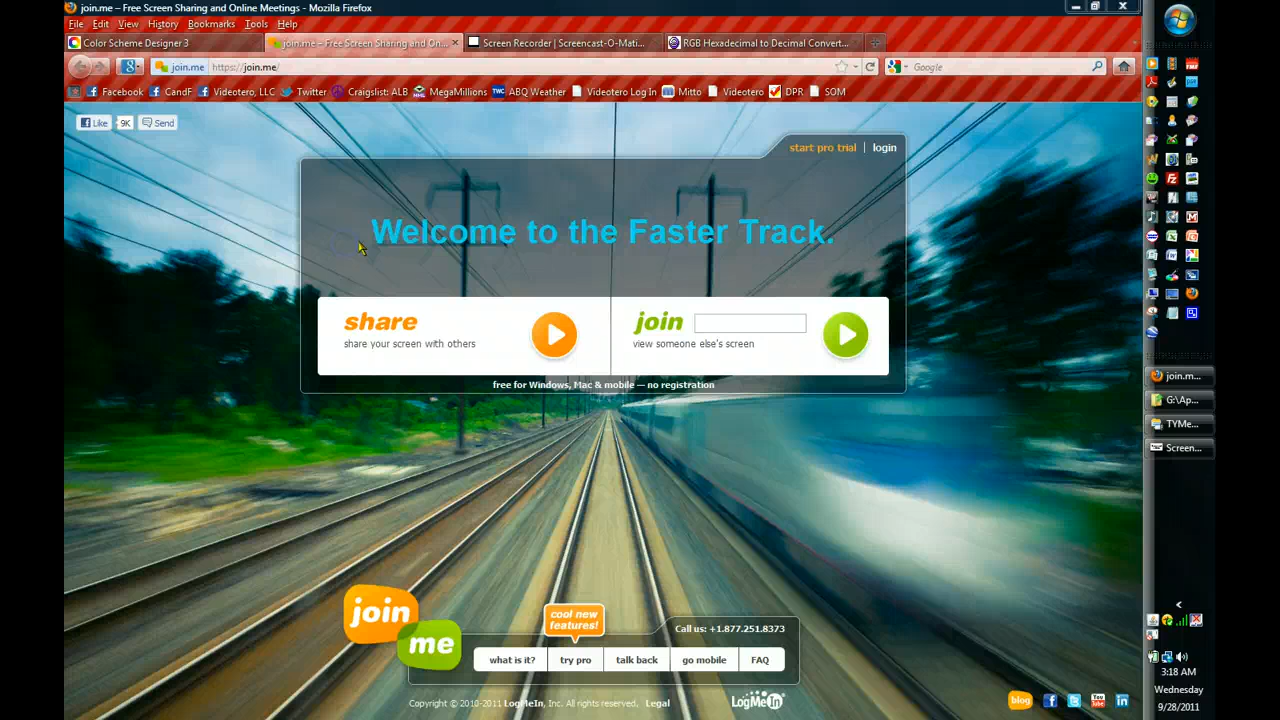 join.me – Free Screen Sharing and Online Meetings - Mozilla Firefox
File Edit View History Bookmarks Tools Help
Color Scheme Designer 3
join.me – Free Screen Sharing and On...
Screen Recorder | Screencast-O-Mati...
RGB Hexadecimal to Decimal Convert...
join.me https://join.me/
Google
Facebook CandF Videotero, LLC Twitter Craigslist: ALB MegaMillions TWC ABQ Weather Videotero Log In Mitto Videotero DPR SOM
Like 9K Send
start pro trial | login
Welcome to the Faster Track.
share
share your screen with others
join
view someone else's screen
free for Windows, Mac & mobile — no registration
join
me
cool new
features!
Call us: +1.877.251.8373
what is it? try pro talk back go mobile FAQ
Copyright © 2010-2011 LogMeIn, Inc. All rights reserved. Legal
LogMeIn
blog
You
Tube
join.m...
G:\Ap...
TYMe...
Screen...
3:18 AM
Wednesday
9/28/2011